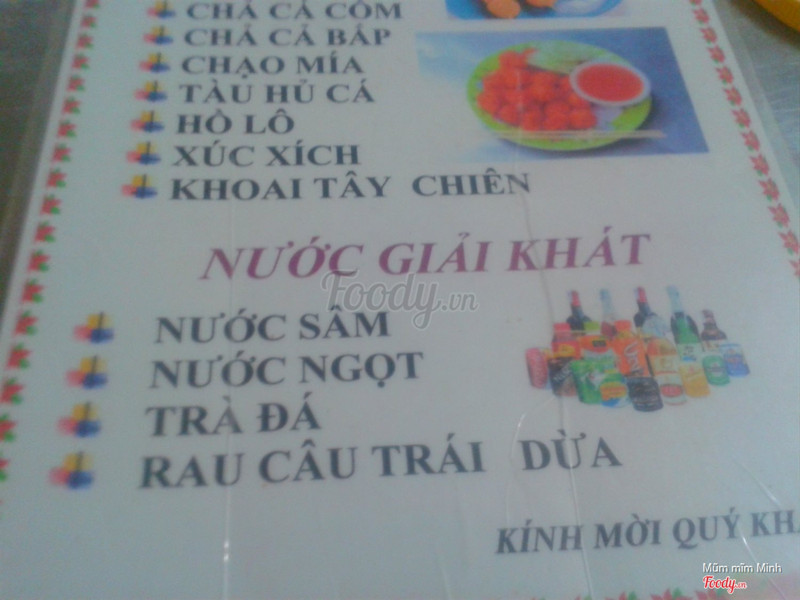 CHẢ CÁ CỐM
CHẢ CÁ BẮP
CHẠO MÍA
TÀU HỦ CÁ
HỒ LÔ
XÚC XÍCH
KHOAI TÂY CHIÊN
NƯỚC GIẢI KHÁT
Foody.vn
NƯỚC SÂM
NƯỚC NGỌT
TRÀ ĐÁ
RAU CÂU TRÁI DỪA
KÍNH MỜI QUÝ KHÁ
Mũm mĩm Minh
Foody.vn